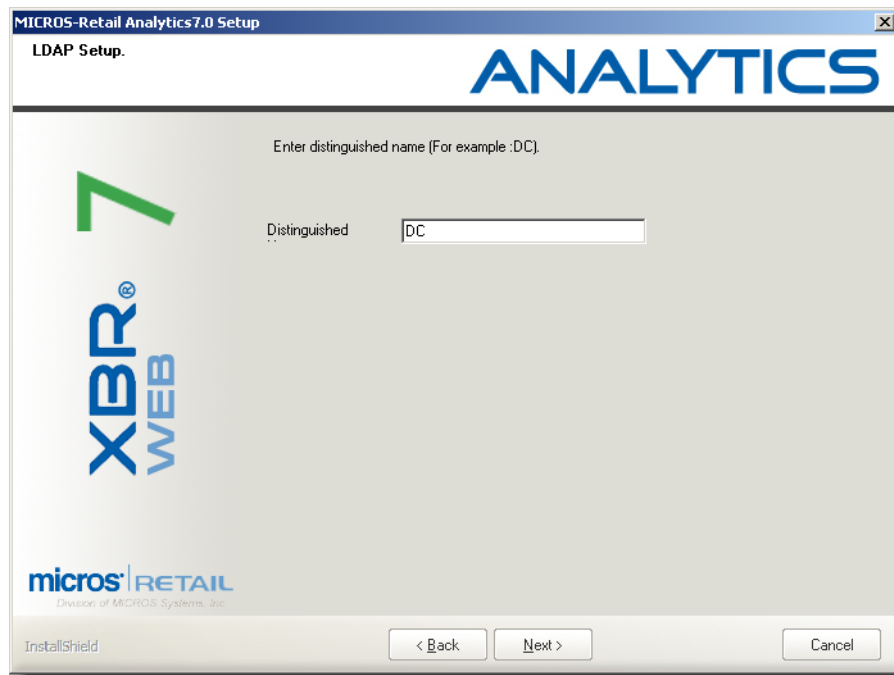 MICROS-Retail Analytics7.0 Setup
LDAP Setup.
ANALYTICS
Enter distinguished name (For example :DC).
Distinguished
DC
7
XBR®
WEB
micros® RETAIL
Division of MICROS Systems, Inc.
InstallShield
< Back
Next >
Cancel